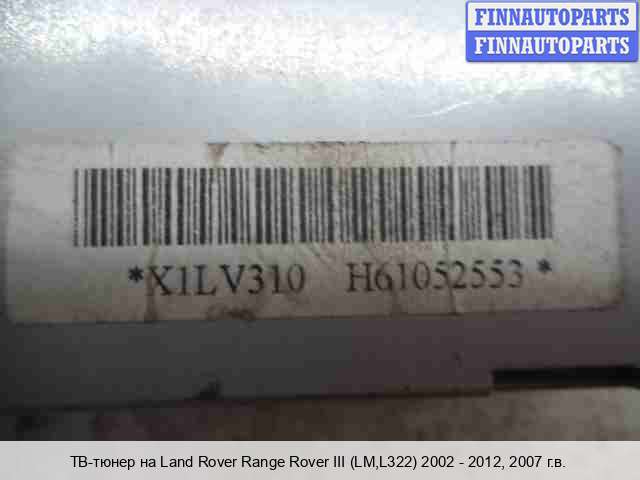 FINNAUTOPARTS
FINNAUTOPARTS
*X1LV310 H61052553*
ТВ-тюнер на Land Rover Range Rover III (LM,L322) 2002 - 2012, 2007 г.в.